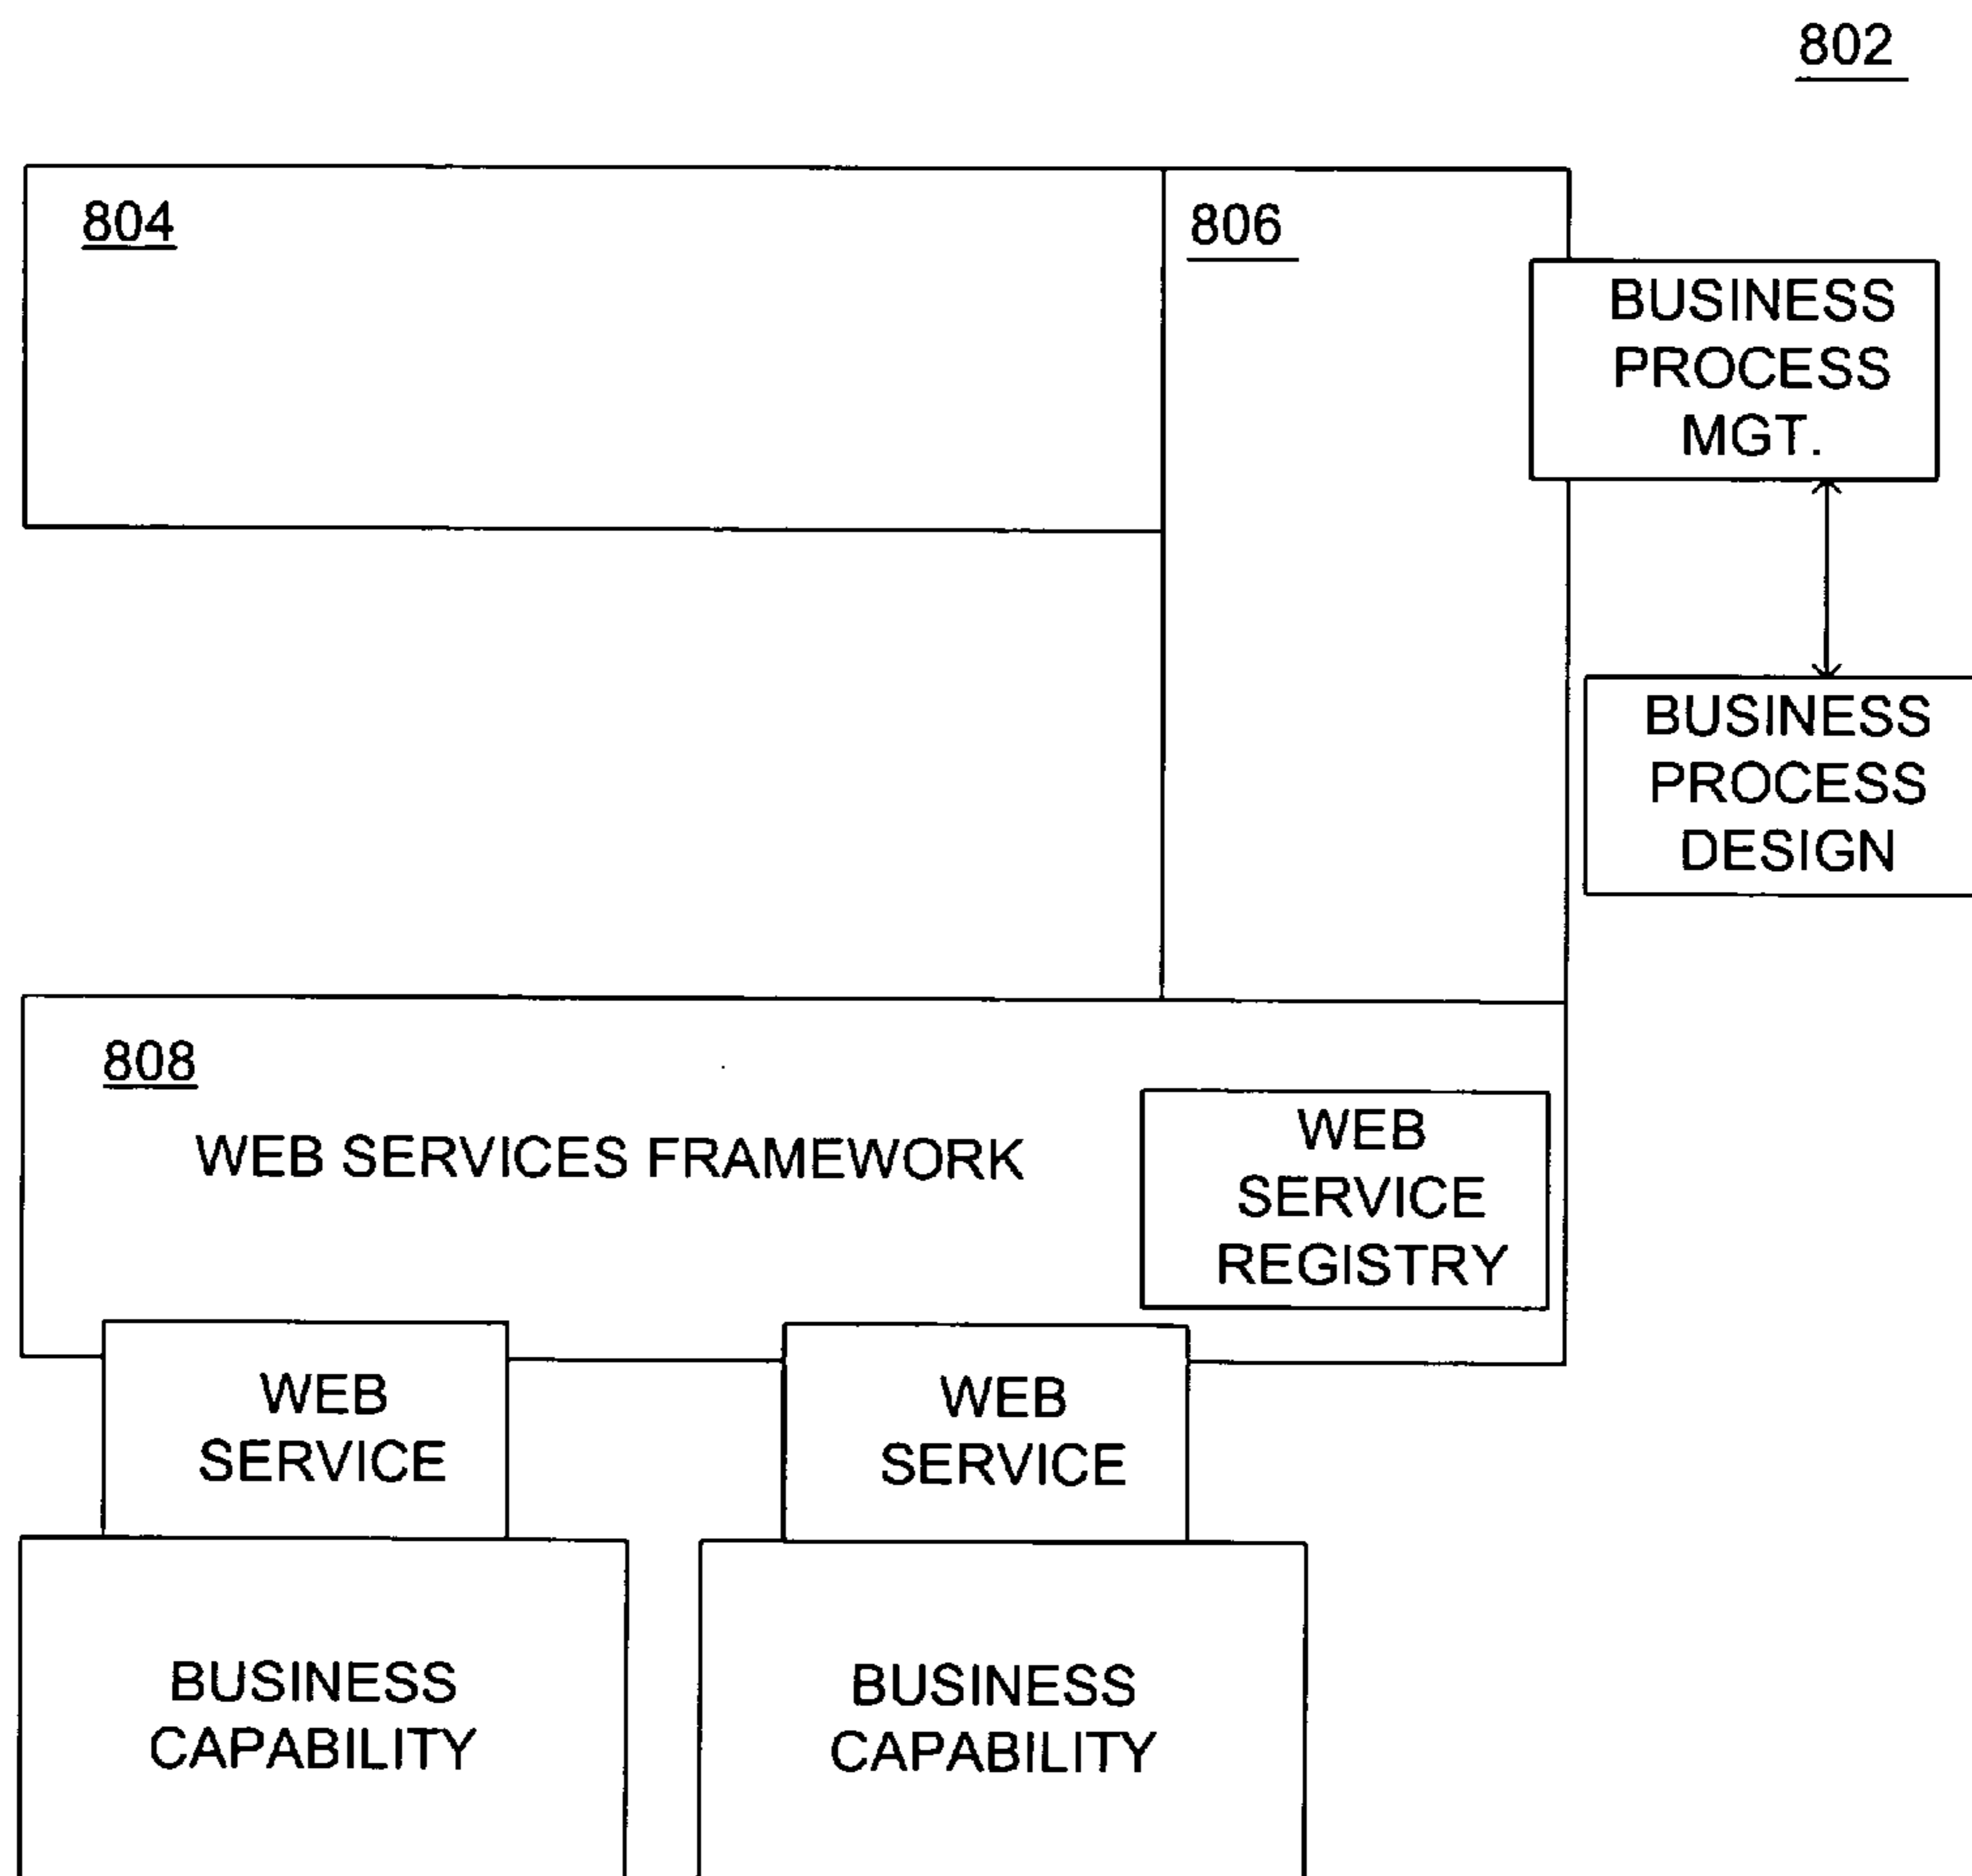 802
804
806
BUSINESS
PROCESS
MGT.
BUSINESS
PROCESS
DESIGN
808
WEB SERVICES FRAMEWORK
WEB
SERVICE
REGISTRY
WEB
SERVICE
WEB
SERVICE
BUSINESS
CAPABILITY
BUSINESS
CAPABILITY